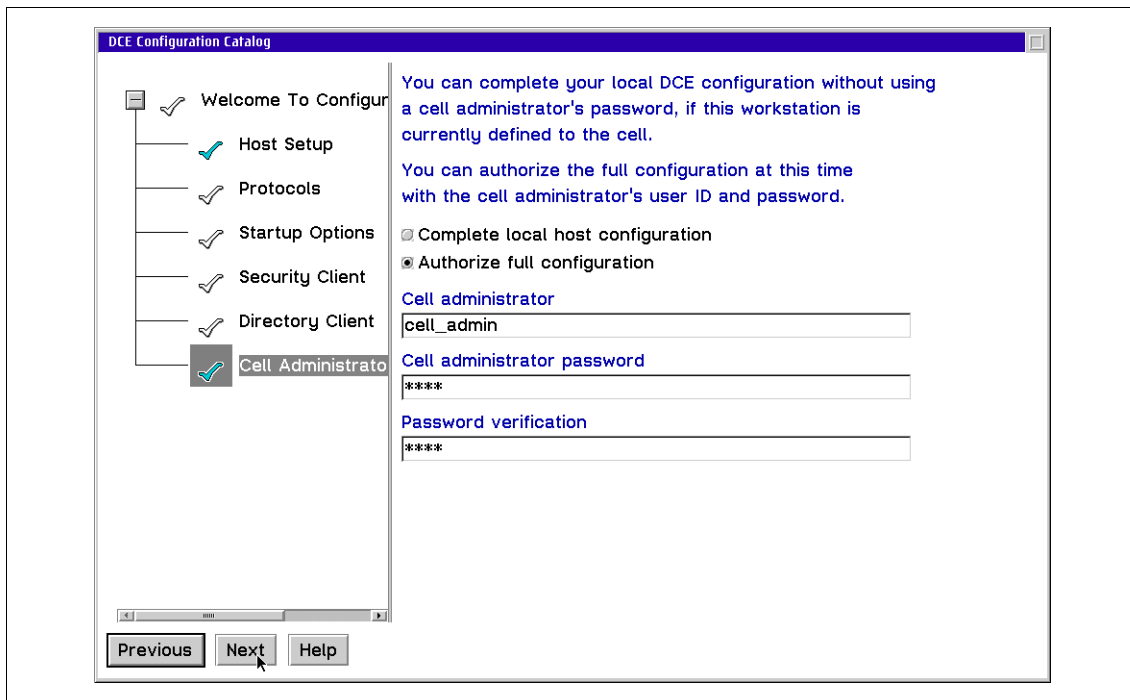 DCE Configuration Catalog
Welcome To Configur
Host Setup
Protocols
Startup Options
Security Client
Directory Client
Cell Administrato
You can complete your local DCE configuration without using
a cell administrator's password, if this workstation is
currently defined to the cell.
You can authorize the full configuration at this time
with the cell administrator's user ID and password.
Complete local host configuration
Authorize full configuration
Cell administrator
cell_admin
Cell administrator password
****
Password verification
****
Previous
Next
Help